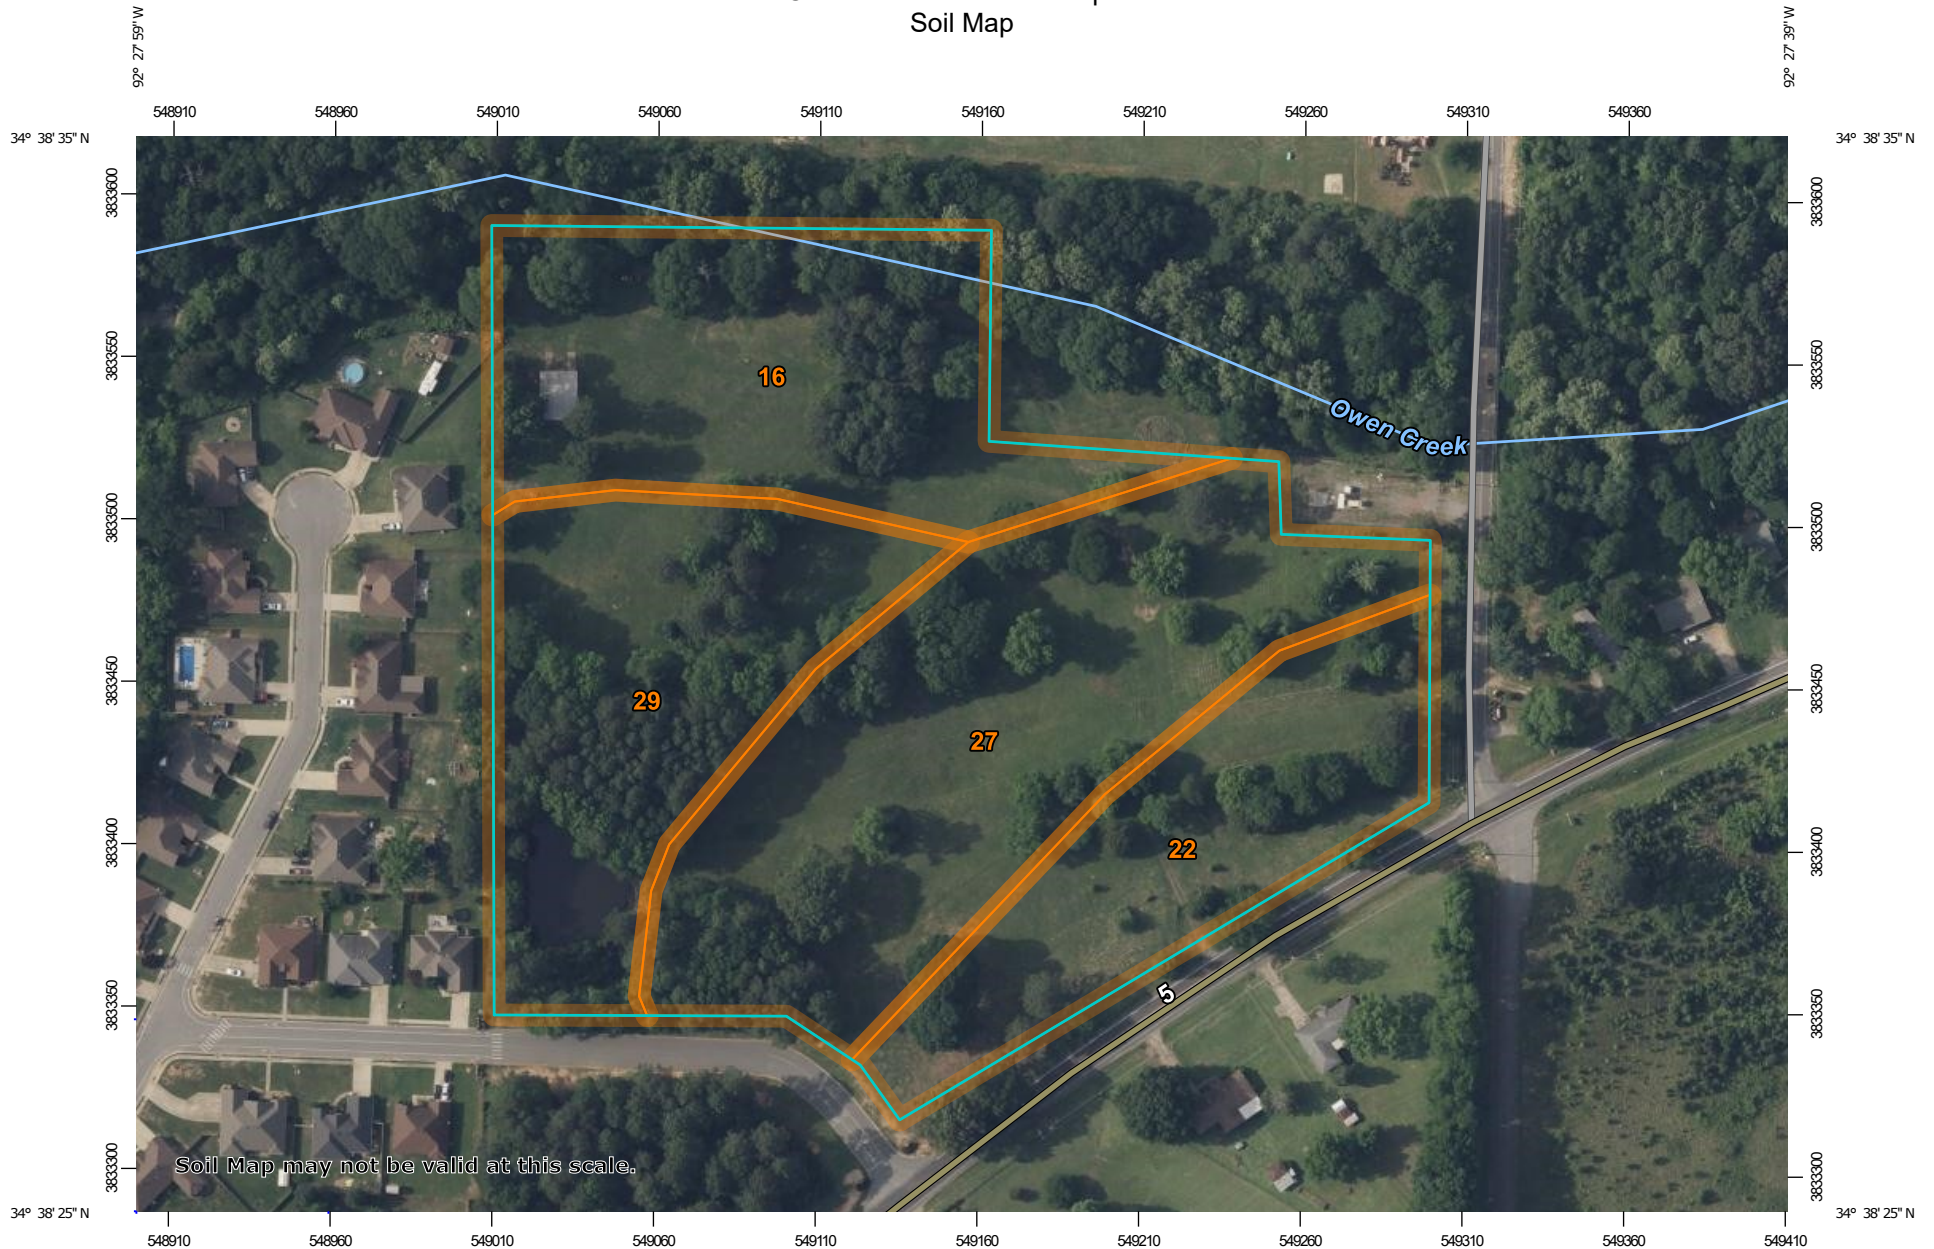 Soil Map
92° 27' 59" W
92° 27' 39" W
548910 548960 549010 549060 549110 549160 549210 549260 549310 549360
34° 38' 35" N
34° 38' 35" N
3833600
3833600
3833550
3833550
16
Owen Creek
3833500
3833500
3833450
3833450
29
27
3833400
3833400
22
3833350
3833350
5
3833300
3833300
Soil Map may not be valid at this scale.
34° 38' 25" N
34° 38' 25" N
548910 548960 549010 549060 549110 549160 549210 549260 549310 549360 549410